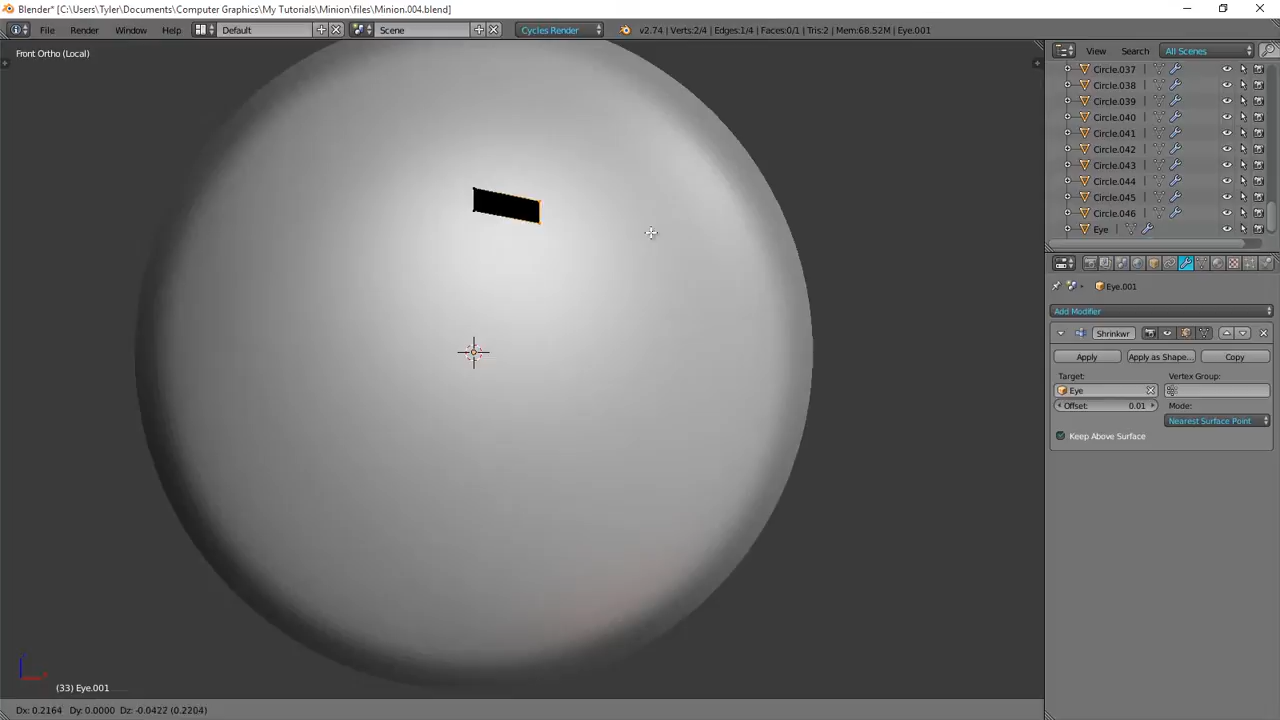 Blender* [C:\Users\Tyler\Documents\Computer Graphics\My Tutorials\Minion\files\Minion.004.blend]
File Render Window Help Default Scene Cycles Render v2.74 | Verts:2/4 | Edges:1/4 | Faces:0/1 | Tris:2 | Mem:68.52M | Eye.001
Front Ortho (Local)
View Search All Scenes
Circle.037
Circle.038
Circle.039
Circle.040
Circle.041
Circle.042
Circle.043
Circle.044
Circle.045
Circle.046
Eye
Eye.001
Add Modifier
Shrinkwr
Apply Apply as Shape... Copy
Target: Vertex Group:
Eye
Offset: 0.01 Mode:
Nearest Surface Point
Keep Above Surface
(33) Eye.001
Dx: 0.2164 Dy: 0.0000 Dz: -0.0422 (0.2204)